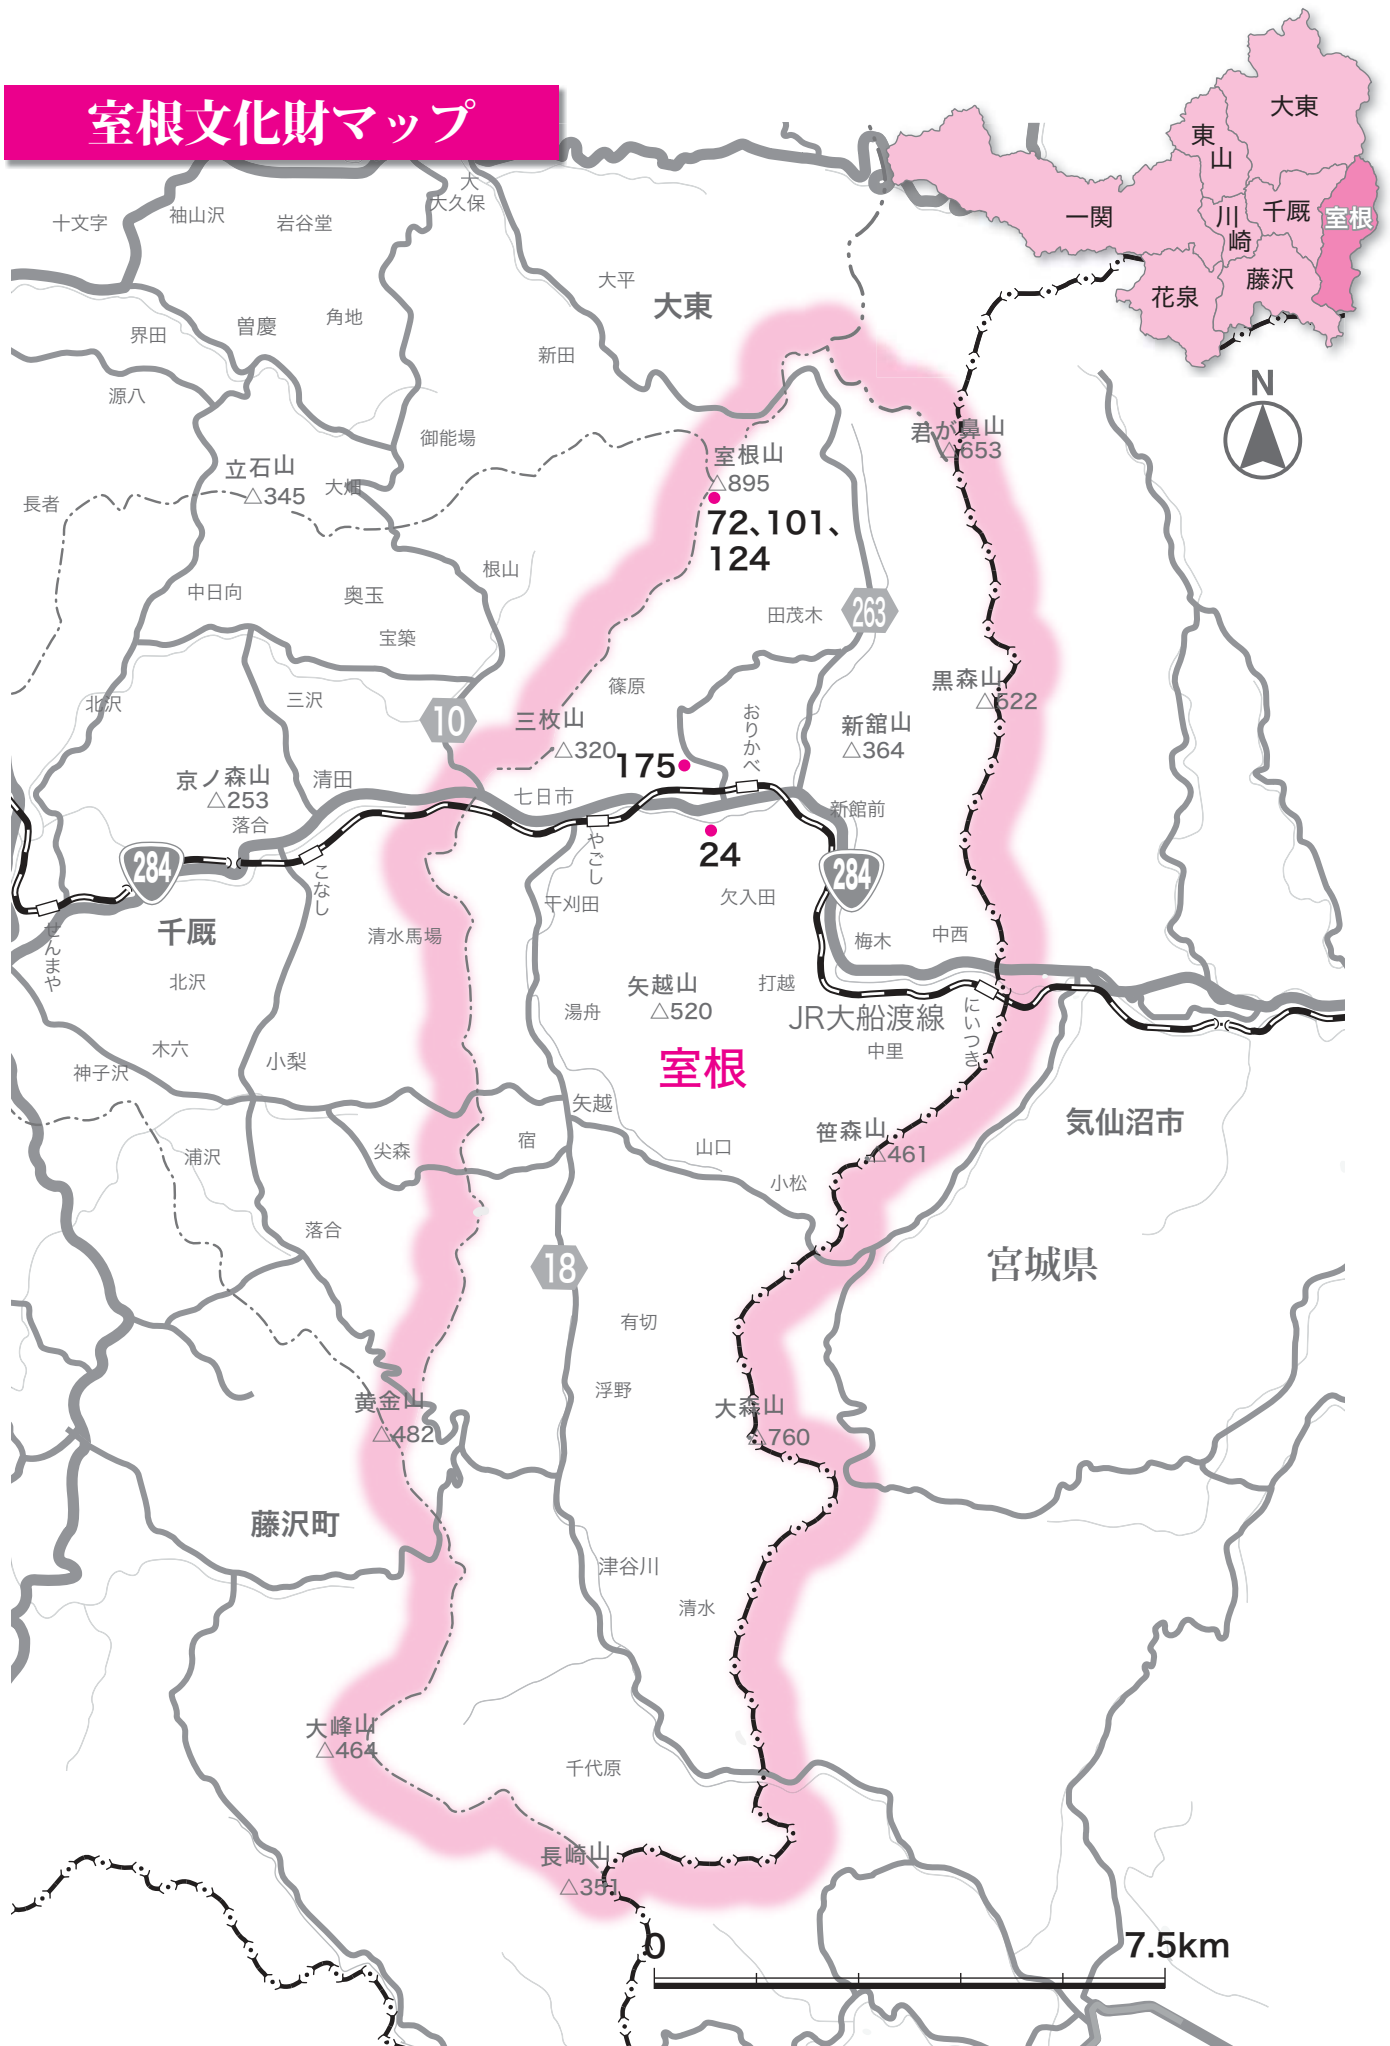 室根文化財マップ
大東
東山
一関
川崎
千厩
室根
花泉
藤沢
N
大
大久保
十文字
袖山沢
岩谷堂
大平
大東
界田
曽慶
角地
新田
源八
御能場
君が鼻山
△653
室根山
△895
立石山
△345
大畑
長者
72、101、
124
根山
中日向
奥玉
263
田茂木
宝築
篠原
黒森山
△622
北沢
三沢
10
三枚山
△320
おりかべ
新舘山
△364
175
京ノ森山
△253
清田
七日市
新館前
落合
やごし
24
284
こなし
284
千刈田
欠入田
千厩
せんまや
清水馬場
梅木
中西
北沢
矢越山
△520
打越
湯舟
JR大船渡線
にいつき
木六
小梨
中里
神子沢
室根
矢越
気仙沼市
笹森山
△461
宿
山口
尖森
浦沢
小松
落合
宮城県
18
有切
浮野
黄金山
△482
大森山
△760
藤沢町
津谷川
清水
大峰山
△464
千代原
長崎山
△351
0
7.5km